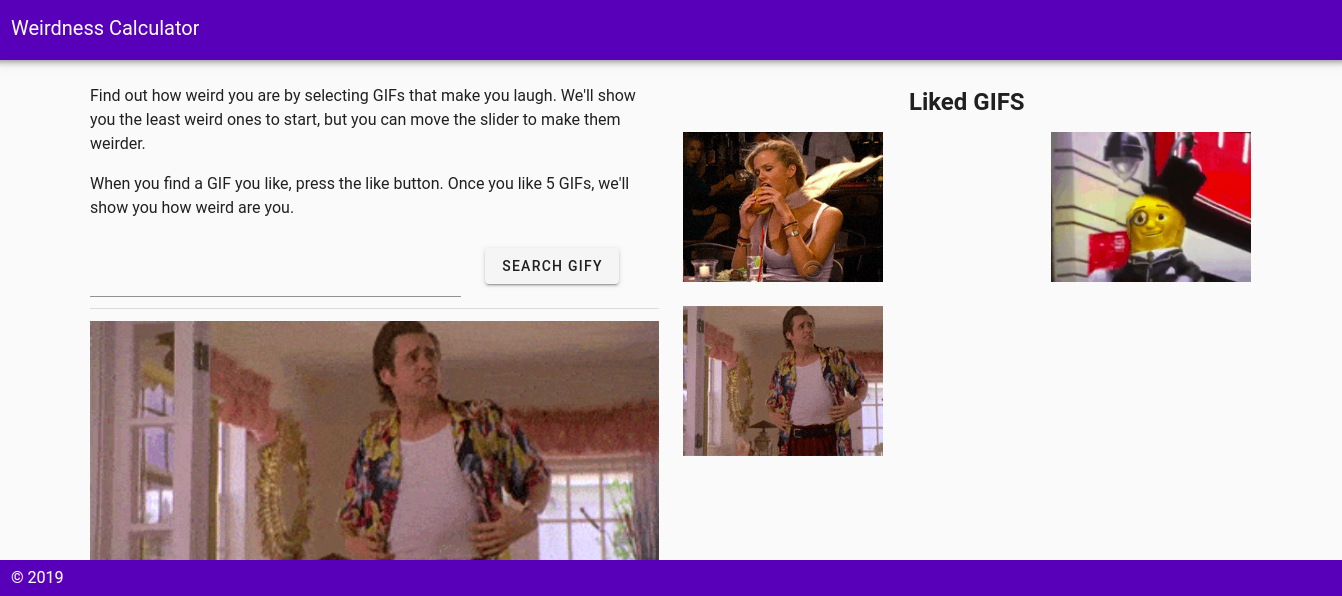 Weirdness Calculator
Find out how weird you are by selecting GIFs that make you laugh. We'll show
you the least weird ones to start, but you can move the slider to make them
weirder.
When you find a GIF you like, press the like button. Once you like 5 GIFs, we'll
show you how weird are you.
SEARCH GIFY
Liked GIFS
© 2019